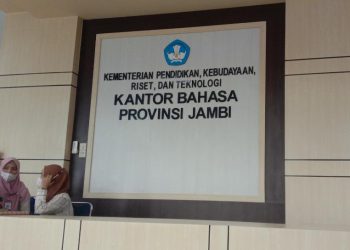 KEMENTERIAN PENDIDIKAN, KEBUDAYAAN,
RISET, DAN TEKNOLOGI
KANTOR BAHASA
PROVINSI JAMBI